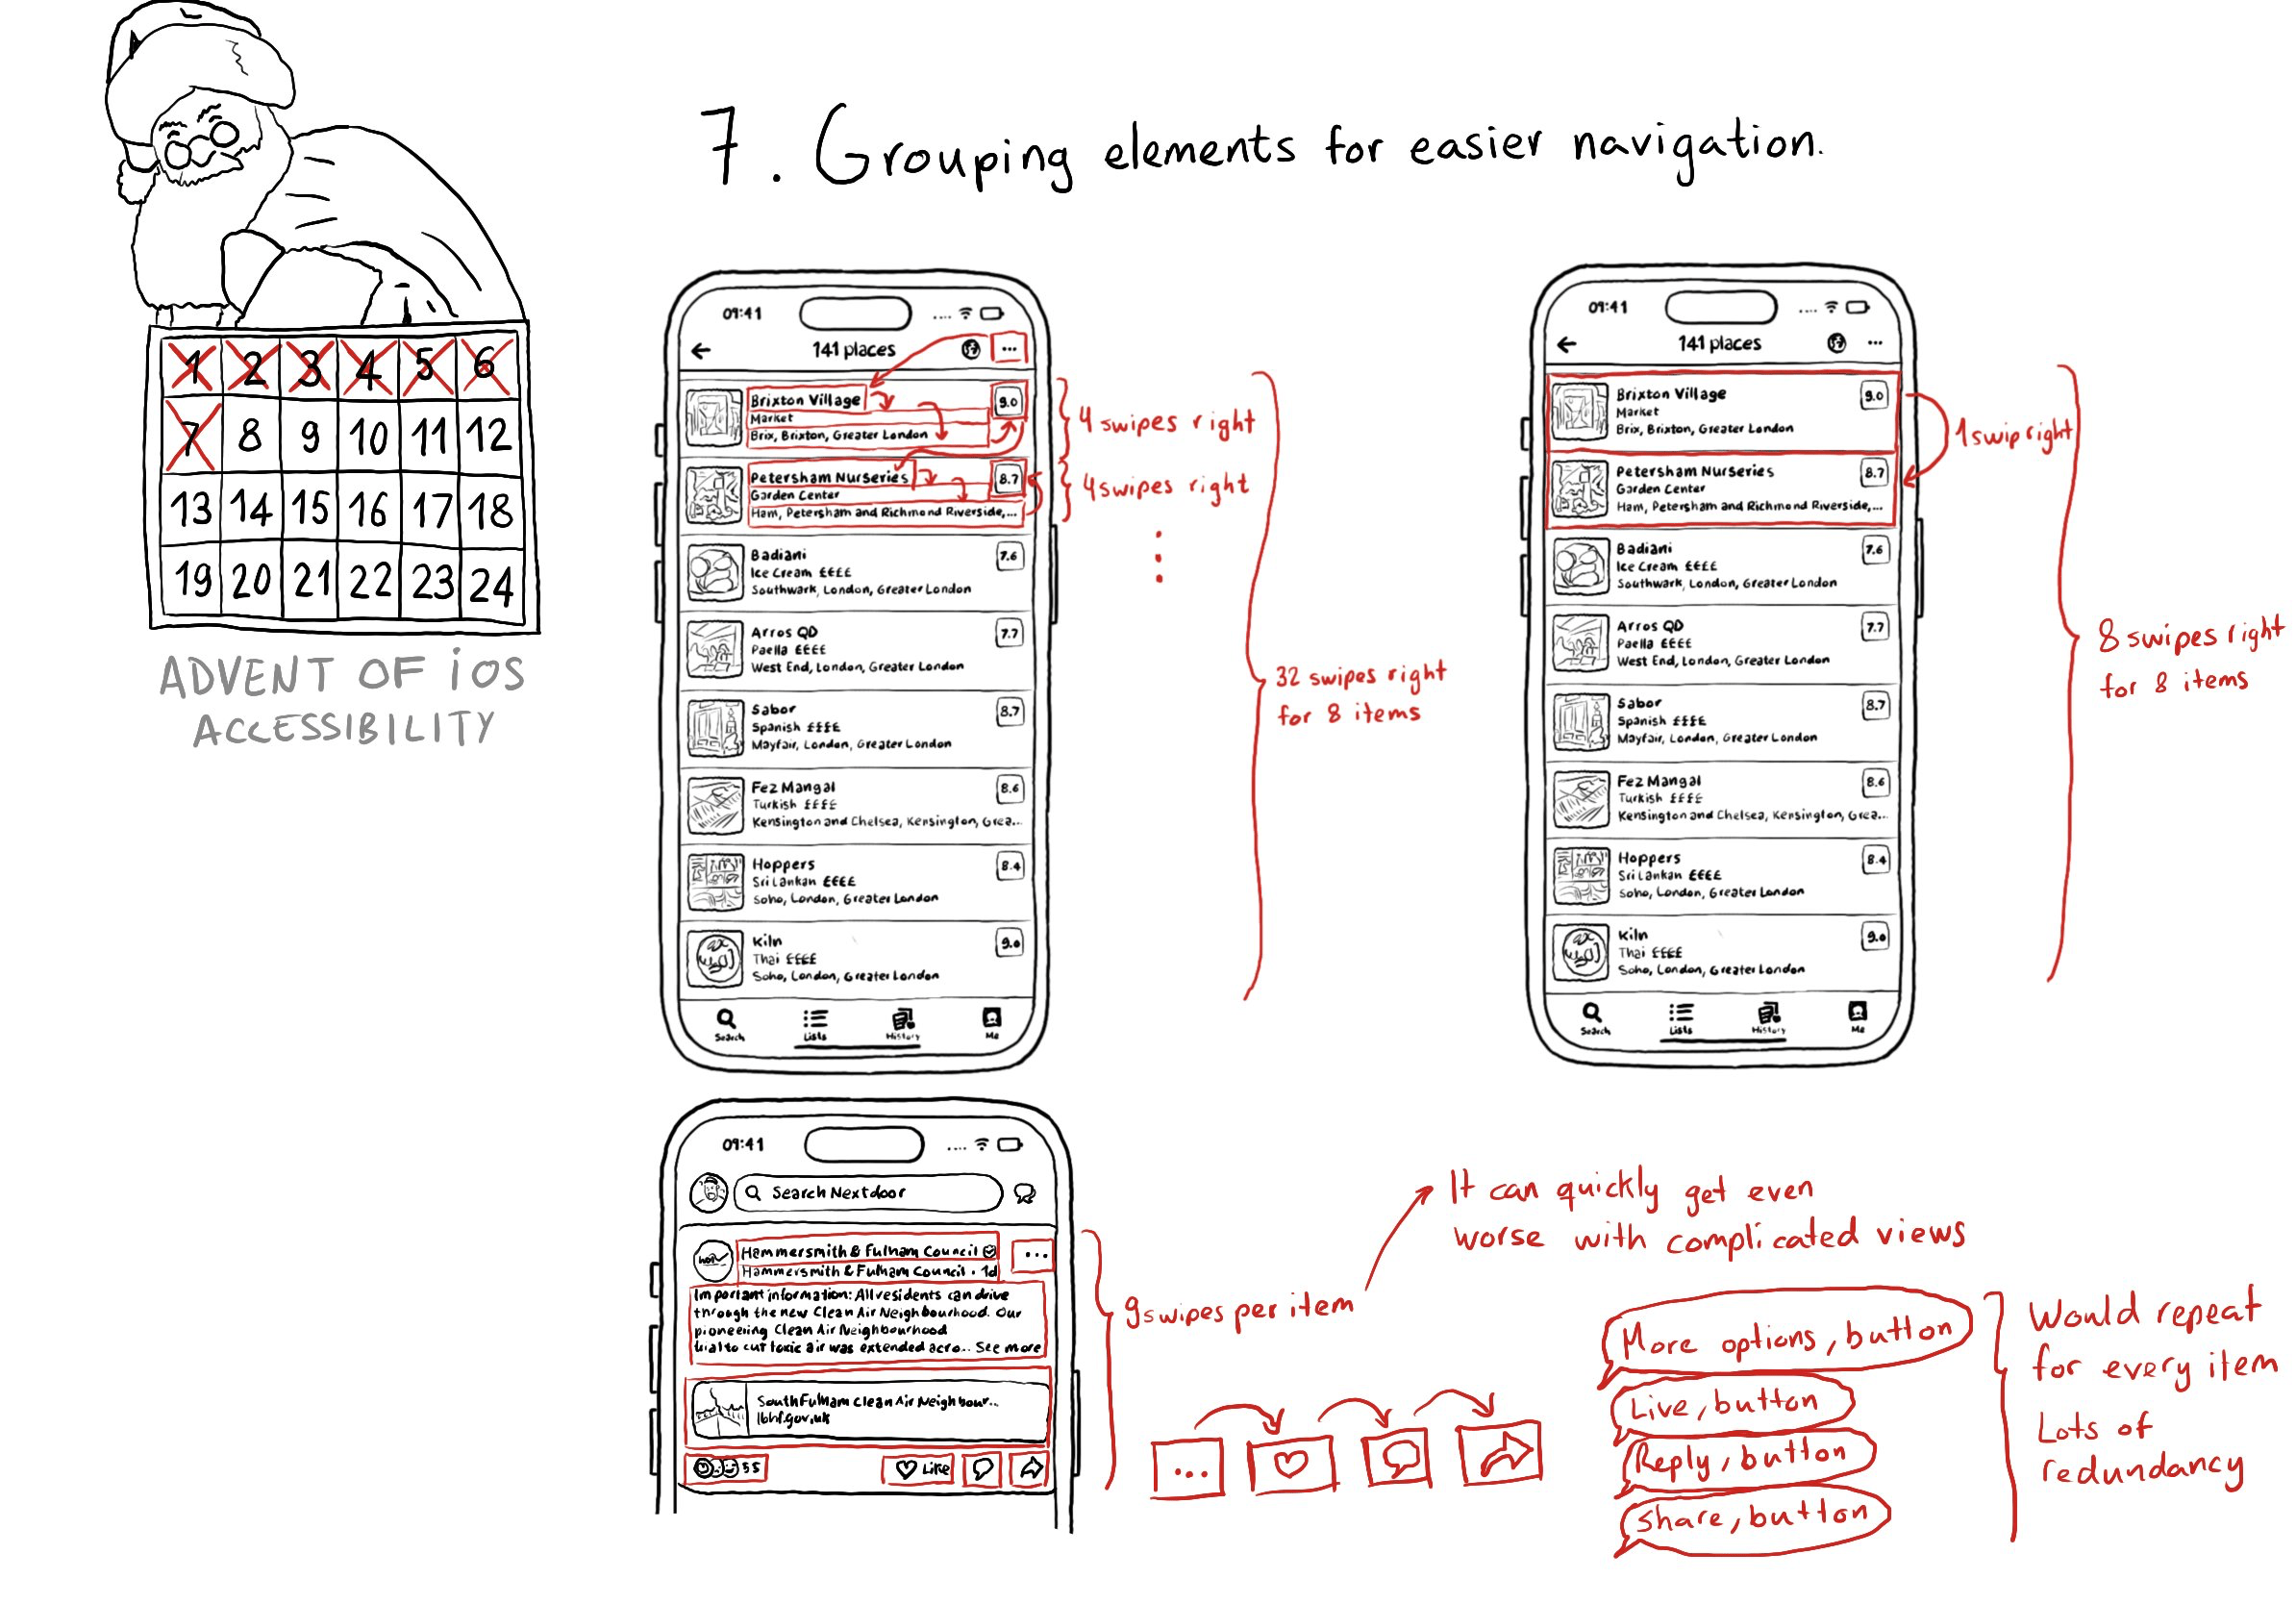 7. Grouping elements for easier navigation.
1 2 3 4 5 6
7 8 9 10 11 12
13 14 15 16 17 18
19 20 21 22 23 24
ADVENT OF iOS
ACCESSIBILITY
09:41
141 places
Brixton Village
9.0
Market
Brix, Brixton, Greater London
Petersham Nurseries
8.7
Garden Center
Ham, Petersham and Richmond Riverside,...
Badiani
7.6
Ice Cream ££££
Southwark, London, Greater London
Arros QD
7.7
Paella ££££
West End, London, Greater London
Sabor
8.7
Spanish ££££
Mayfair, London, Greater London
Fez Mangal
8.6
Turkish ££££
Kensington and Chelsea, Kensington, Grea...
Hoppers
8.4
Sri Lankan ££££
Soho, London, Greater London
Kiln
9.0
Thai ££££
Soho, London, Greater London
Search
Lists
History
Me
4 swipes right
4 swipes right
32 swipes right
for 8 items
09:41
141 places
Brixton Village
9.0
Market
Brix, Brixton, Greater London
Petersham Nurseries
8.7
Garden Center
Ham, Petersham and Richmond Riverside,...
Badiani
7.6
Ice Cream ££££
Southwark, London, Greater London
Arros QD
7.7
Paella ££££
West End, London, Greater London
Sabor
8.7
Spanish ££££
Mayfair, London, Greater London
Fez Mangal
8.6
Turkish ££££
Kensington and Chelsea, Kensington, Grea...
Hoppers
8.4
Sri Lankan ££££
Soho, London, Greater London
Kiln
9.0
Thai ££££
Soho, London, Greater London
Search
Lists
History
Me
1 swip right
8 swipes right
for 8 items
09:41
Search Nextdoor
Hammersmith & Fulham Council
Hammersmith & Fulham Council • 1d
Important information: All residents can drive
through the new Clean Air Neighbourhood. Our
pioneering Clean Air Neighbourhood
trial to cut toxic air was extended acro.. See more
South Fulham Clean Air Neighbour...
lbhf.gov.uk
55
Like
9 swipes per item
It can quickly get even
worse with complicated views
More options, button
Live, button
Reply, button
Share, button
Would repeat
for every item
Lots of
redundancy